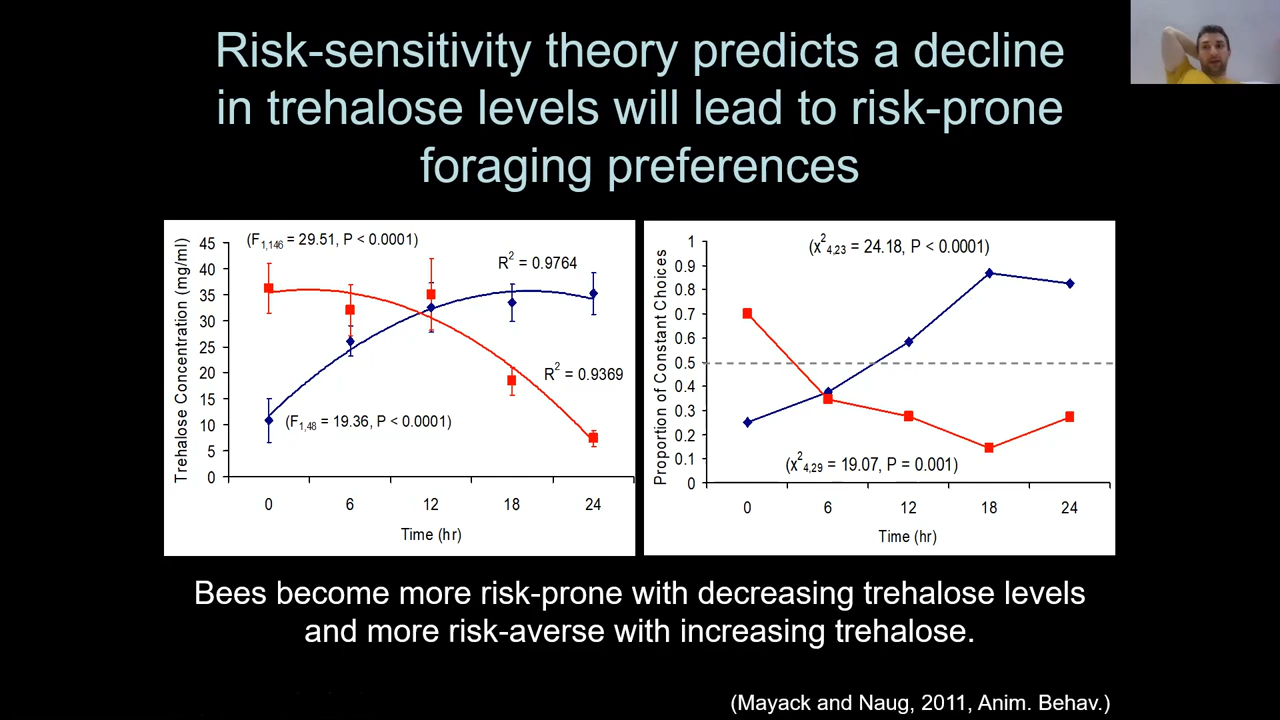 Risk-sensitivity theory predicts a decline
in trehalose levels will lead to risk-prone
foraging preferences
Trehalose Concentration (mg/ml)
45
40
35
30
25
20
15
10
5
0
(F1,146 = 29.51, P < 0.0001)
R2 = 0.9764
R2 = 0.9369
(F1,48 = 19.36, P < 0.0001)
0 6 12 18 24
Time (hr)
Proportion of Constant Choices
1
0.9
0.8
0.7
0.6
0.5
0.4
0.3
0.2
0.1
0
(x24,23 = 24.18, P < 0.0001)
(x24,29 = 19.07, P = 0.001)
0 6 12 18 24
Time (hr)
Bees become more risk-prone with decreasing trehalose levels
and more risk-averse with increasing trehalose.
(Mayack and Naug, 2011, Anim. Behav.)